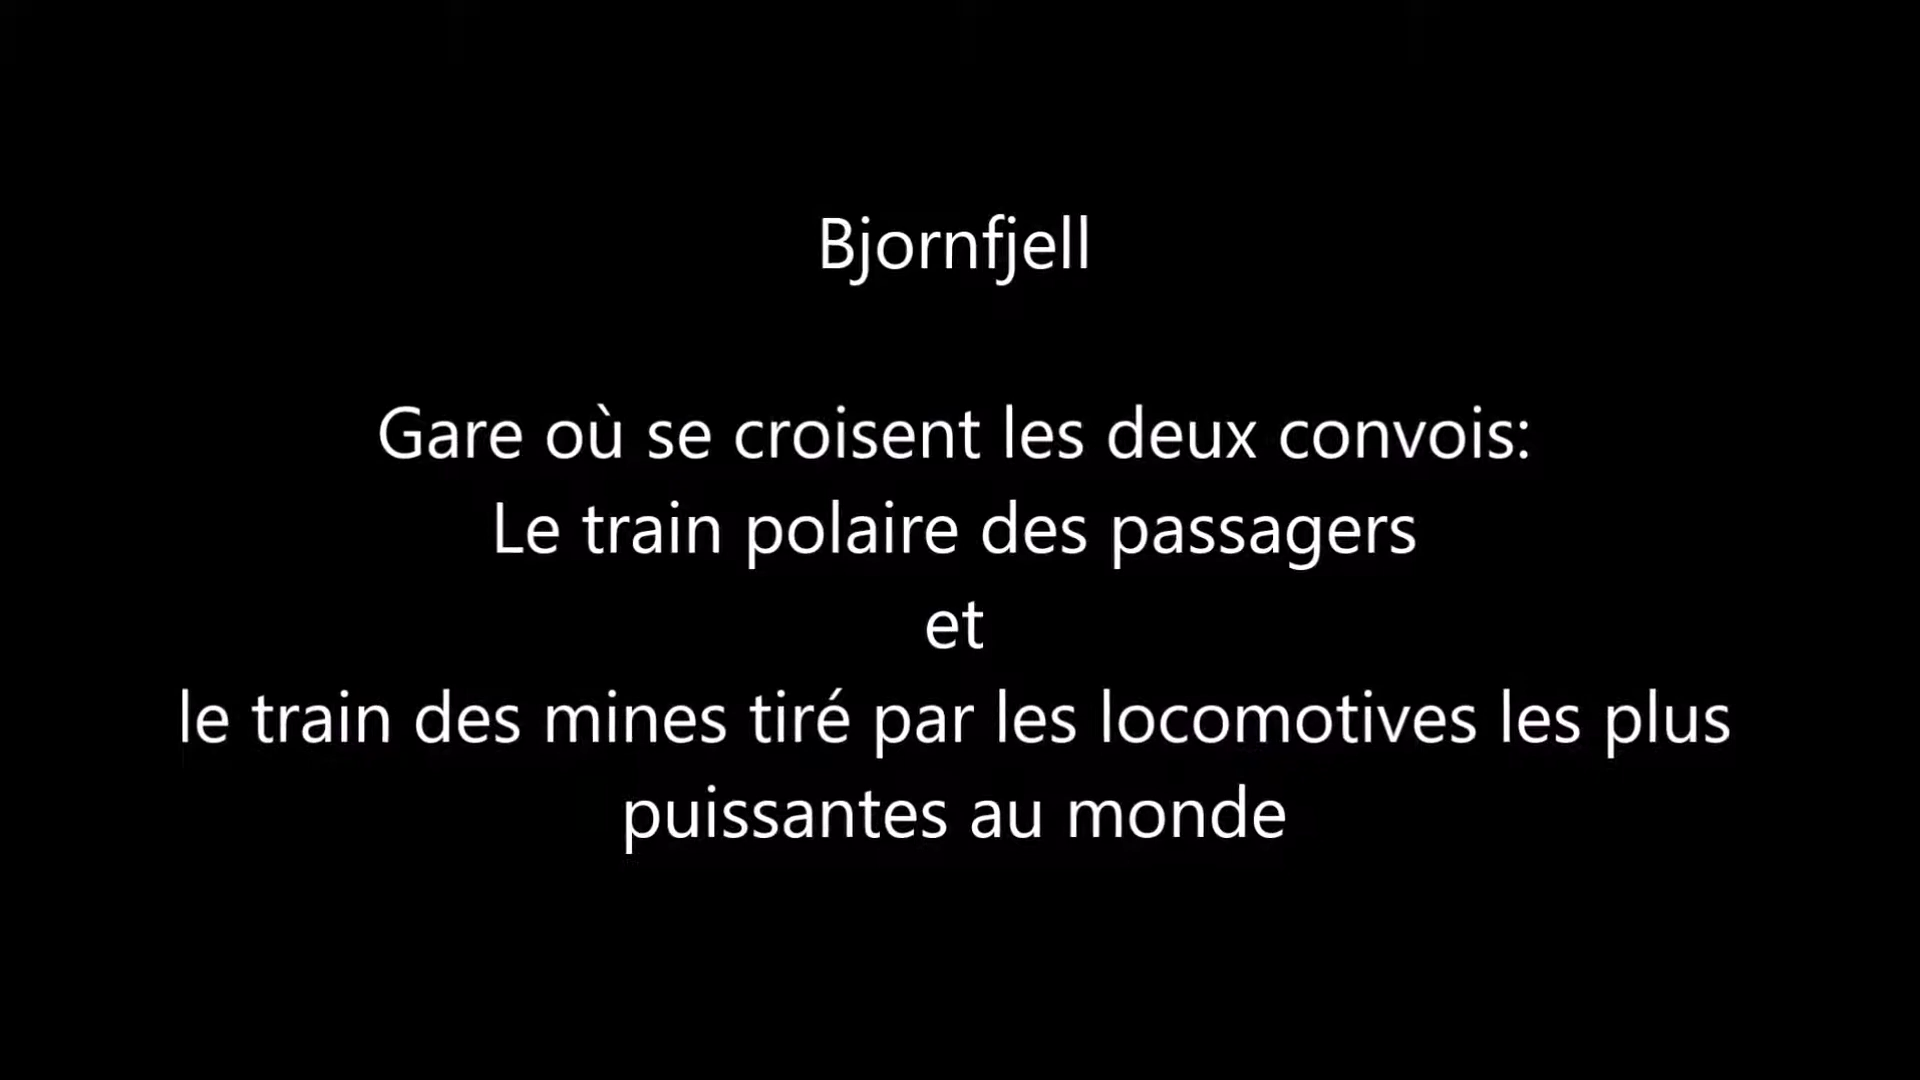 Bjornfjell
Gare où se croisent les deux convois:
Le train polaire des passagers
et
le train des mines tiré par les locomotives les plus
puissantes au monde